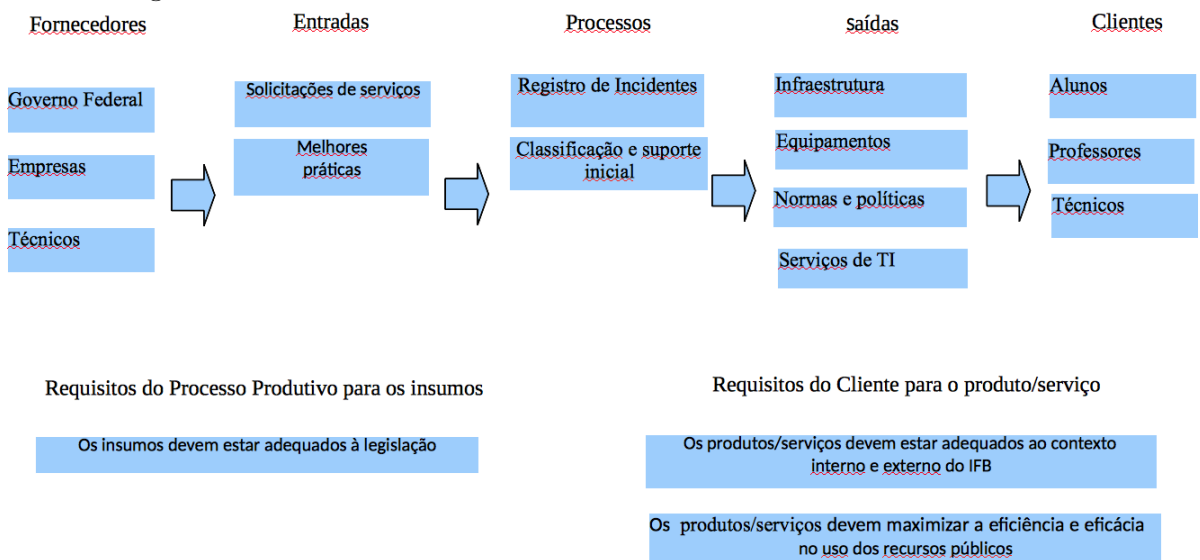 Fornecedores
Entradas
Processos
saídas
Clientes
Governo Federal
Empresas
Técnicos
Solicitações de serviços
Melhores
práticas
Registro de Incidentes
Classificação e suporte
inicial
Infraestrutura
Equipamentos
Normas e políticas
Serviços de TI
Alunos
Professores
Técnicos
Requisitos do Processo Produtivo para os insumos
Os insumos devem estar adequados à legislação
Requisitos do Cliente para o produto/serviço
Os produtos/serviços devem estar adequados ao contexto
interno e externo do IFB
Os produtos/serviços devem maximizar a eficiência e eficácia
no uso dos recursos públicos